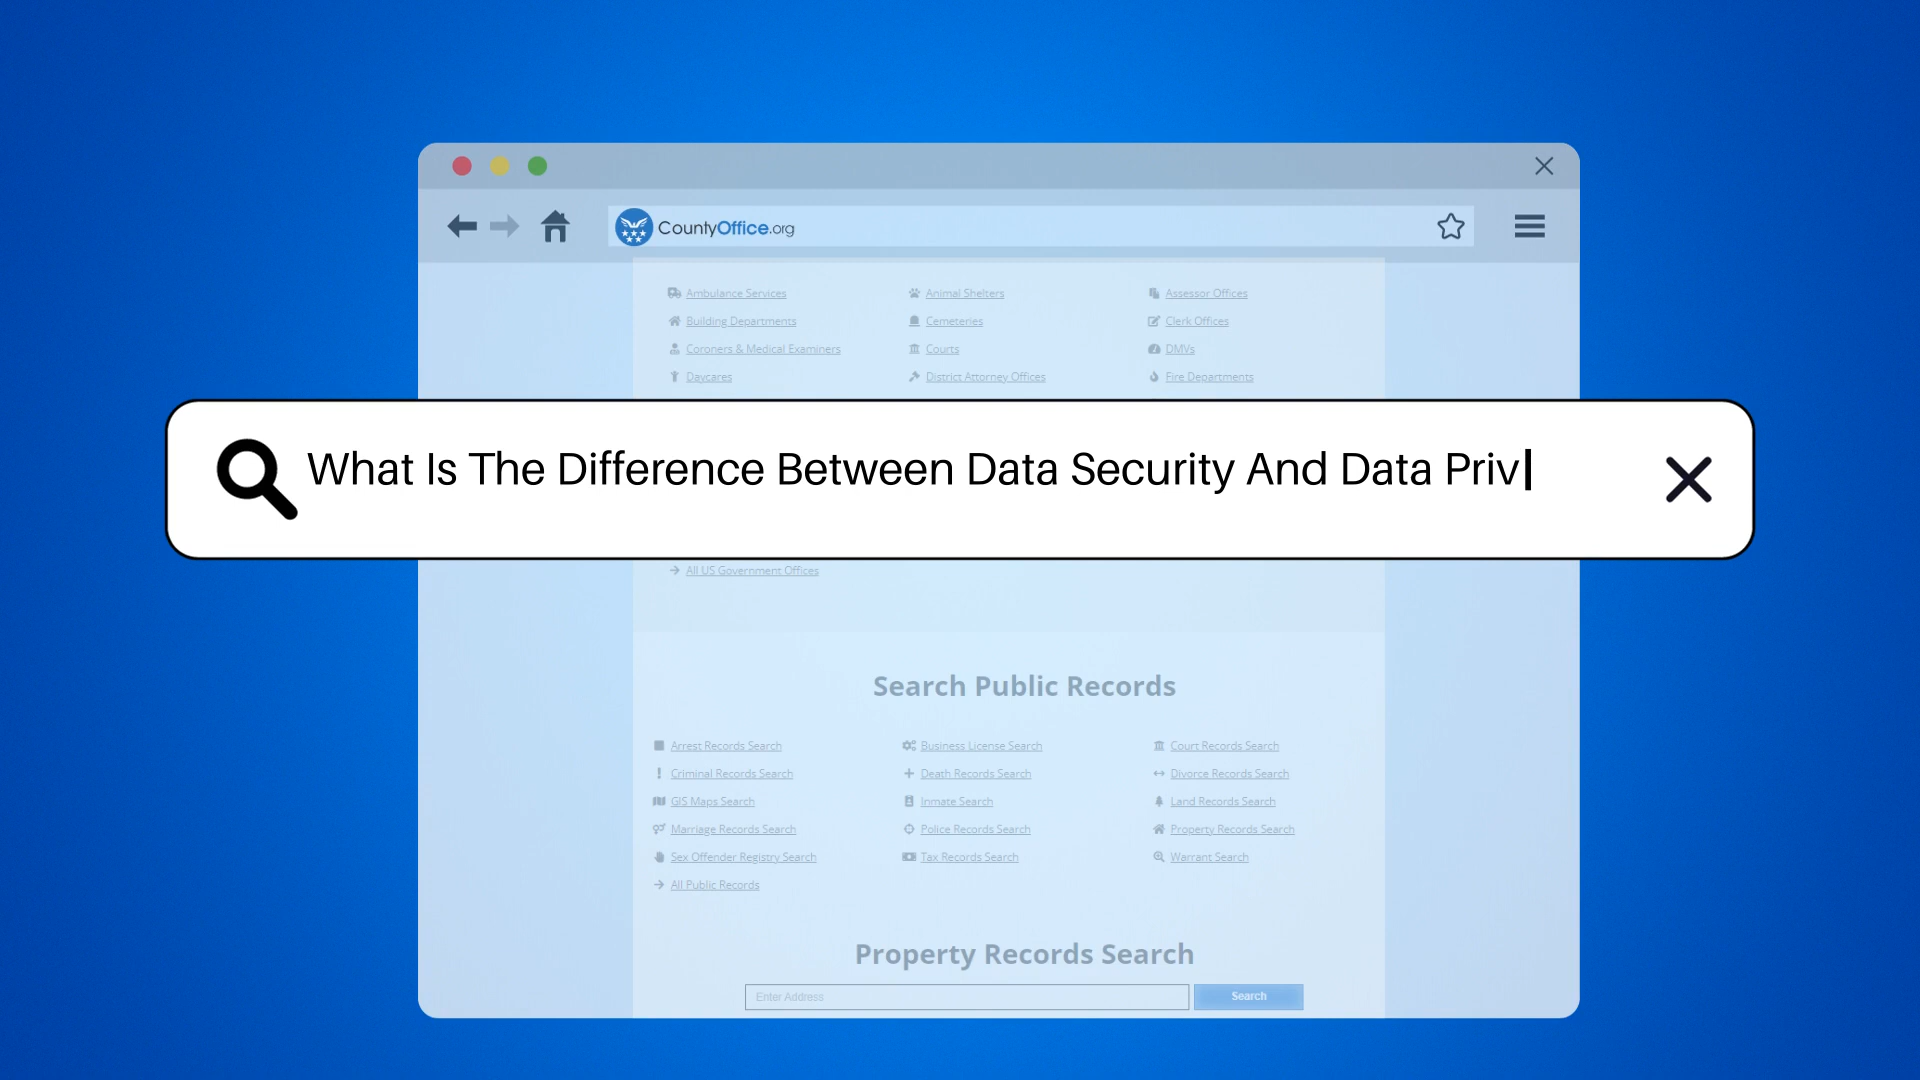 CountyOffice.org
Ambulance Services Animal Shelters Assessor Offices
Building Departments Cemeteries Clerk Offices
Coroners & Medical Examiners Courts DMVs
Daycares District Attorney Offices Fire Departments
What Is The Difference Between Data Security And Data Priv
All US Government Offices
Search Public Records
Arrest Records Search Business License Search Court Records Search
Criminal Records Search Death Records Search Divorce Records Search
GIS Maps Search Inmate Search Land Records Search
Marriage Records Search Police Records Search Property Records Search
Sex Offender Registry Search Tax Records Search Warrant Search
All Public Records
Property Records Search
Enter Address Search